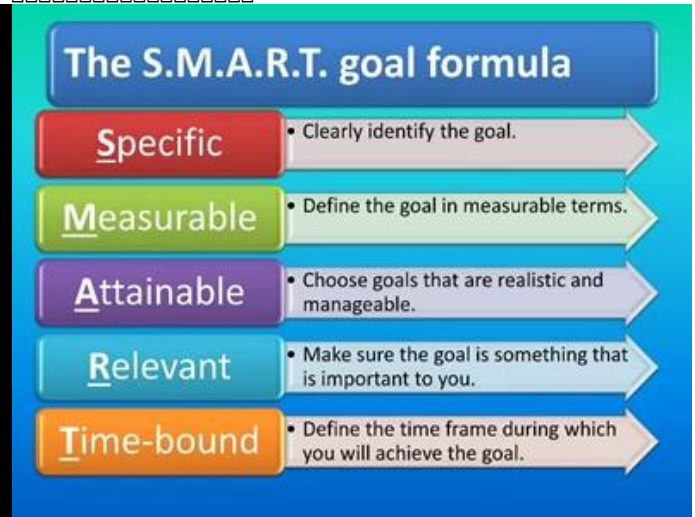 The S.M.A.R.T. goal formula
Specific
• Clearly identify the goal.
Measurable
• Define the goal in measurable terms.
Attainable
• Choose goals that are realistic and
manageable.
Relevant
• Make sure the goal is something that
is important to you.
Time-bound
• Define the time frame during which
you will achieve the goal.